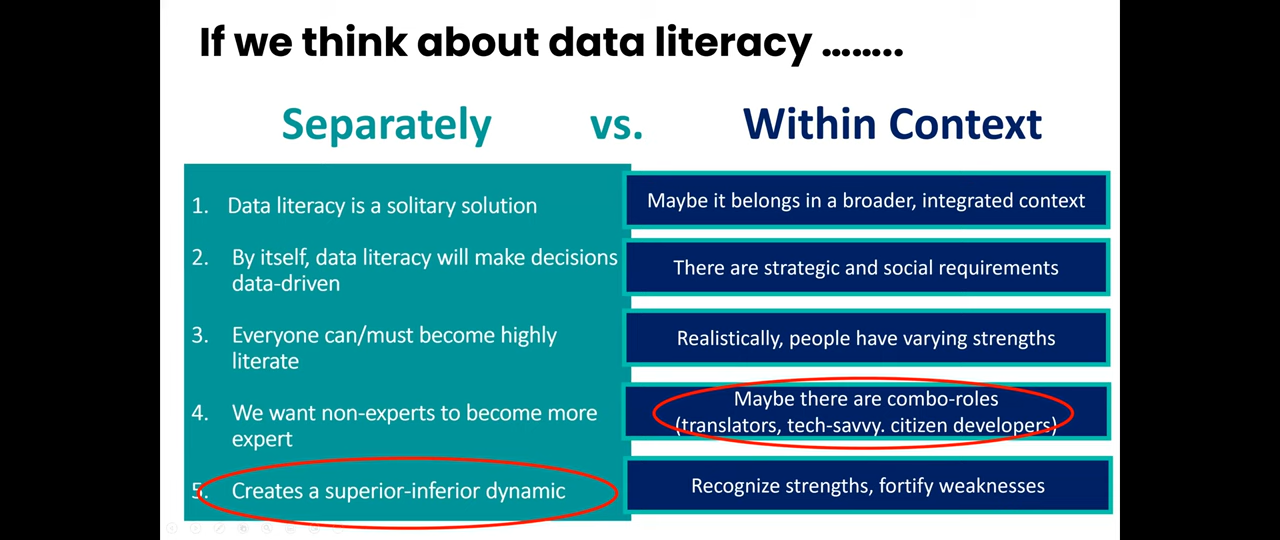 If we think about data literacy ........
Separately vs. Within Context
1. Data literacy is a solitary solution
Maybe it belongs in a broader, integrated context
2. By itself, data literacy will make decisions
data-driven
There are strategic and social requirements
3. Everyone can/must become highly
literate
Realistically, people have varying strengths
4. We want non-experts to become more
expert
Maybe there are combo-roles
(translators, tech-savvy. citizen developers)
5. Creates a superior-inferior dynamic
Recognize strengths, fortify weaknesses